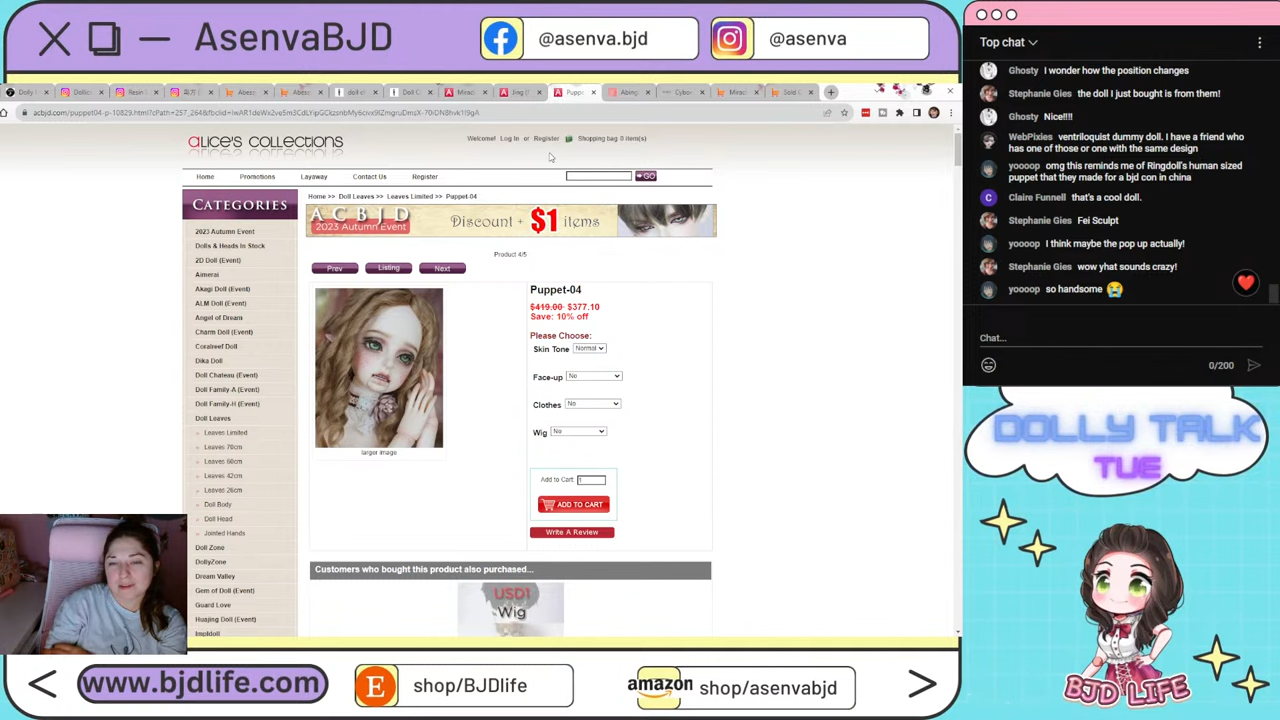 AsenvaBJD
@asenva.bjd
@asenva
acbjd.com/puppet04-p-10829.html?cPath=257_264&fbclid=
Welcome! Log In or Register Shopping bag 0 item(s)
aLICE'S COLLECTIONS
Home Promotions Layaway Contact Us Register
GO
CATEGORIES
2023 Autumn Event
Dolls & Heads In Stock
2D Doll (Event)
Aimerai
Akagi Doll (Event)
ALM Doll (Event)
Angel of Dream
Charm Doll (Event)
Coralreef Doll
Dika Doll
Doll Chateau (Event)
Doll Family-A (Event)
Doll Family-H (Event)
Doll Leaves
Leaves Limited
Leaves 70cm
Leaves 60cm
Leaves 42cm
Leaves 26cm
Doll Body
Doll Head
Jointed Hands
Doll Zone
DollyZone
Dream Valley
Gem of Doll (Event)
Guard Love
Huajing Doll (Event)
Impldoll
Home >> Doll Leaves >> Leaves Limited >> Puppet-04
ACBJD
2023 Autumn Event
Discount + $1 items
Product 4/5
Prev Listing Next
larger image
Puppet-04
$419.00 $377.10
Save: 10% off
Please Choose:
Skin Tone Normal
Face-up No
Clothes No
Wig No
Add to Cart: 1
ADD TO CART
Write A Review
Customers who bought this product also purchased...
USD1
Wig
Top chat
Ghosty I wonder how the position changes
Stephanie Gies the doll I just bought is from them!
Ghosty Nice!!!!
WebPixies ventriloquist dummy doll. I have a friend who
has one of those or one with the same design
yoooop omg this reminds me of Ringdoll's human sized
puppet that they made for a bjd con in china
Claire Funnell that's a cool doll.
Stephanie Gies Fei Sculpt
yoooop I think maybe the pop up actually!
Stephanie Gies wow yhat sounds crazy!
yoooop so handsome 😭
Chat...
0/200
DOLLY TALK
TUE
BJD LIFE
www.bjdlife.com
E
shop/BJDlife
amazon shop/asenvabjd